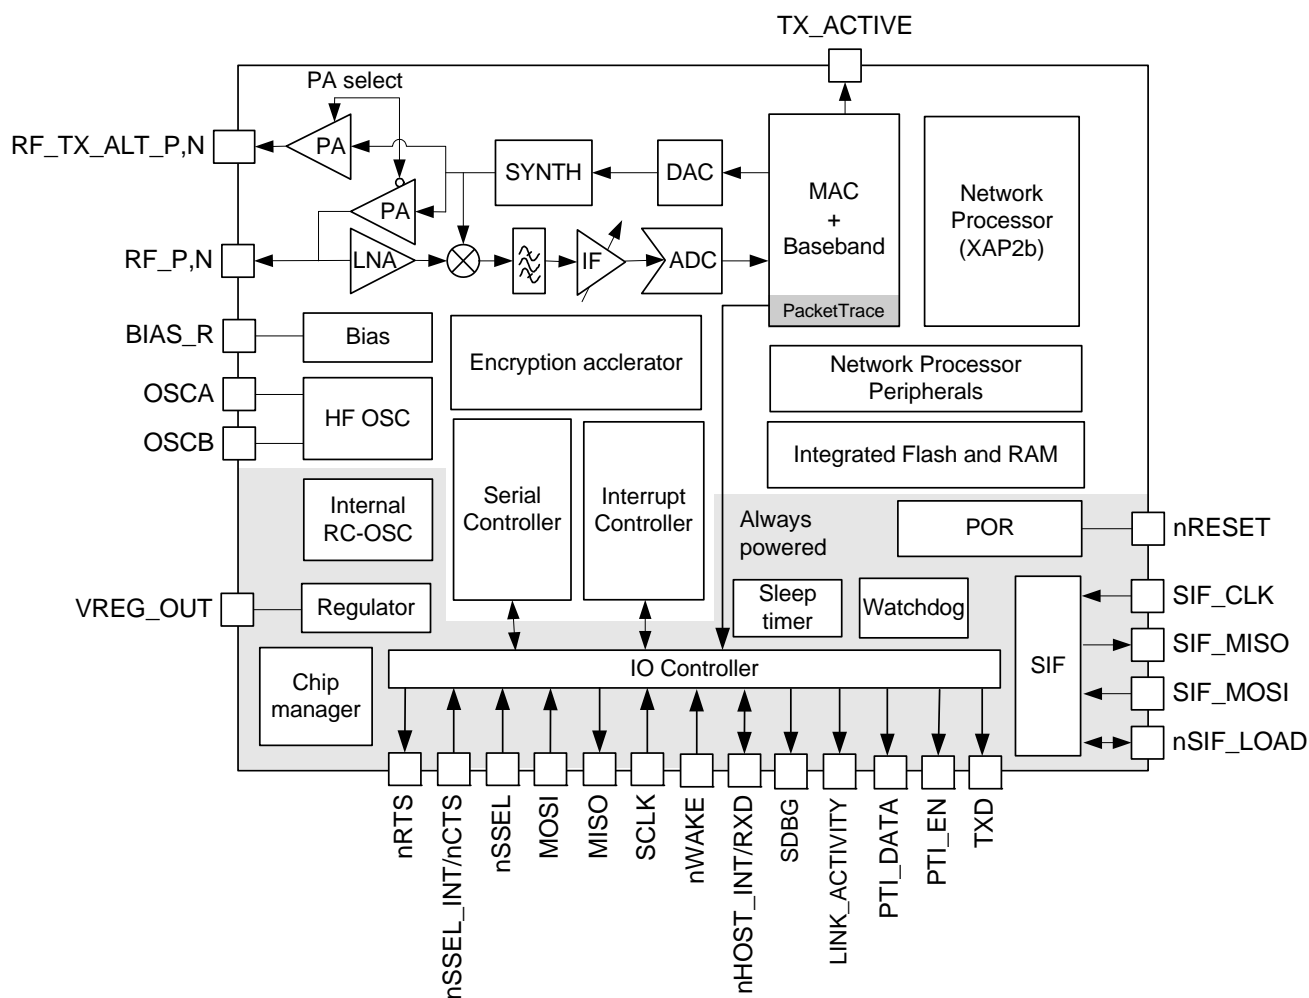 TX_ACTIVE
PA select
RF_TX_ALT_P,N
PA
SYNTH
DAC
MAC
+
Baseband
Network
Processor
(XAP2b)
PA
RF_P,N
LNA
IF
ADC
PacketTrace
BIAS_R
Bias
Encryption acclerator
Network Processor
Peripherals
OSCA
HF OSC
OSCB
Integrated Flash and RAM
Internal
RC-OSC
Serial
Controller
Interrupt
Controller
Always
powered
POR
nRESET
VREG_OUT
Regulator
Sleep
timer
Watchdog
SIF_CLK
SIF_MISO
SIF
IO Controller
SIF_MOSI
Chip
manager
nSIF_LOAD
nRTS
nSSEL_INT/nCTS
nSSEL
MOSI
MISO
SCLK
nWAKE
nHOST_INT/RXD
SDBG
LINK_ACTIVITY
PTI_DATA
PTI_EN
TXD